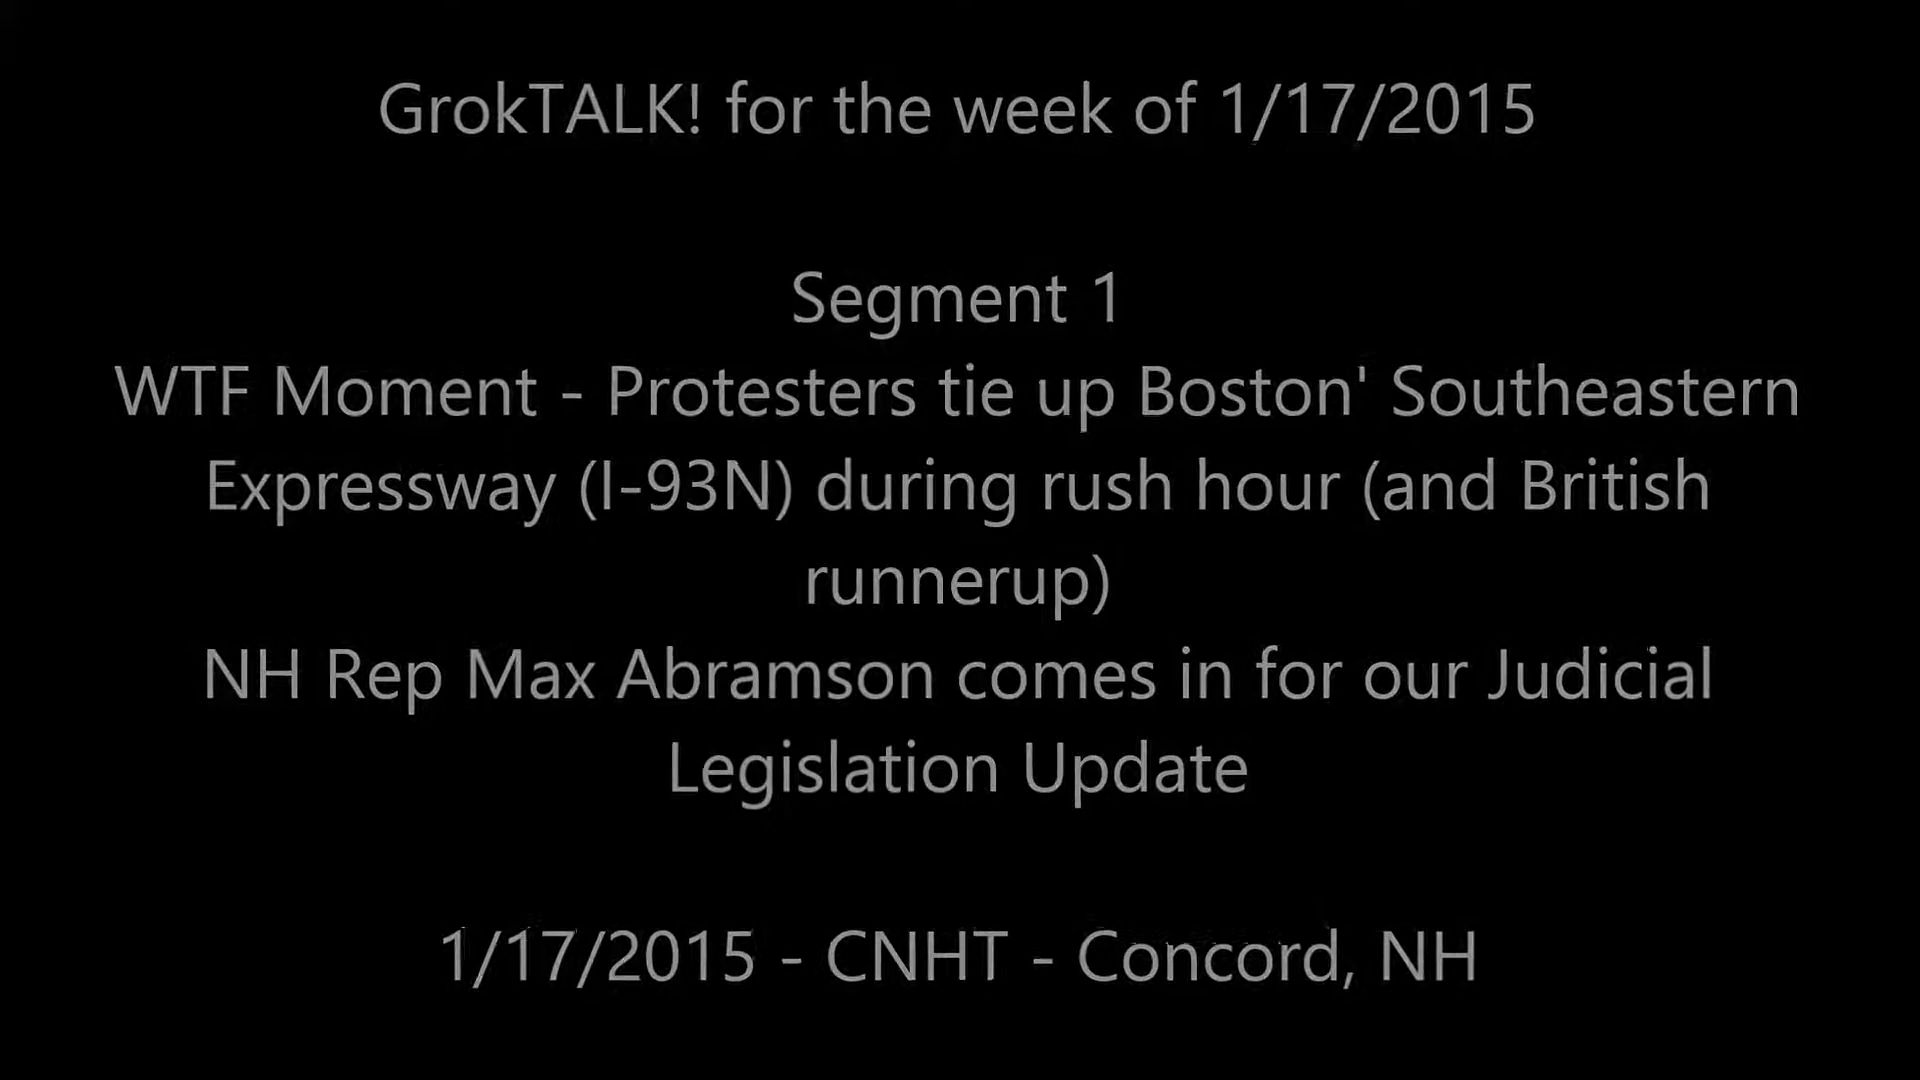 GrokTALK! for the week of 1/17/2015
Segment 1
WTF Moment - Protesters tie up Boston' Southeastern
Expressway (I-93N) during rush hour (and British
runnerup)
NH Rep Max Abramson comes in for our Judicial
Legislation Update
1/17/2015 - CNHT - Concord, NH